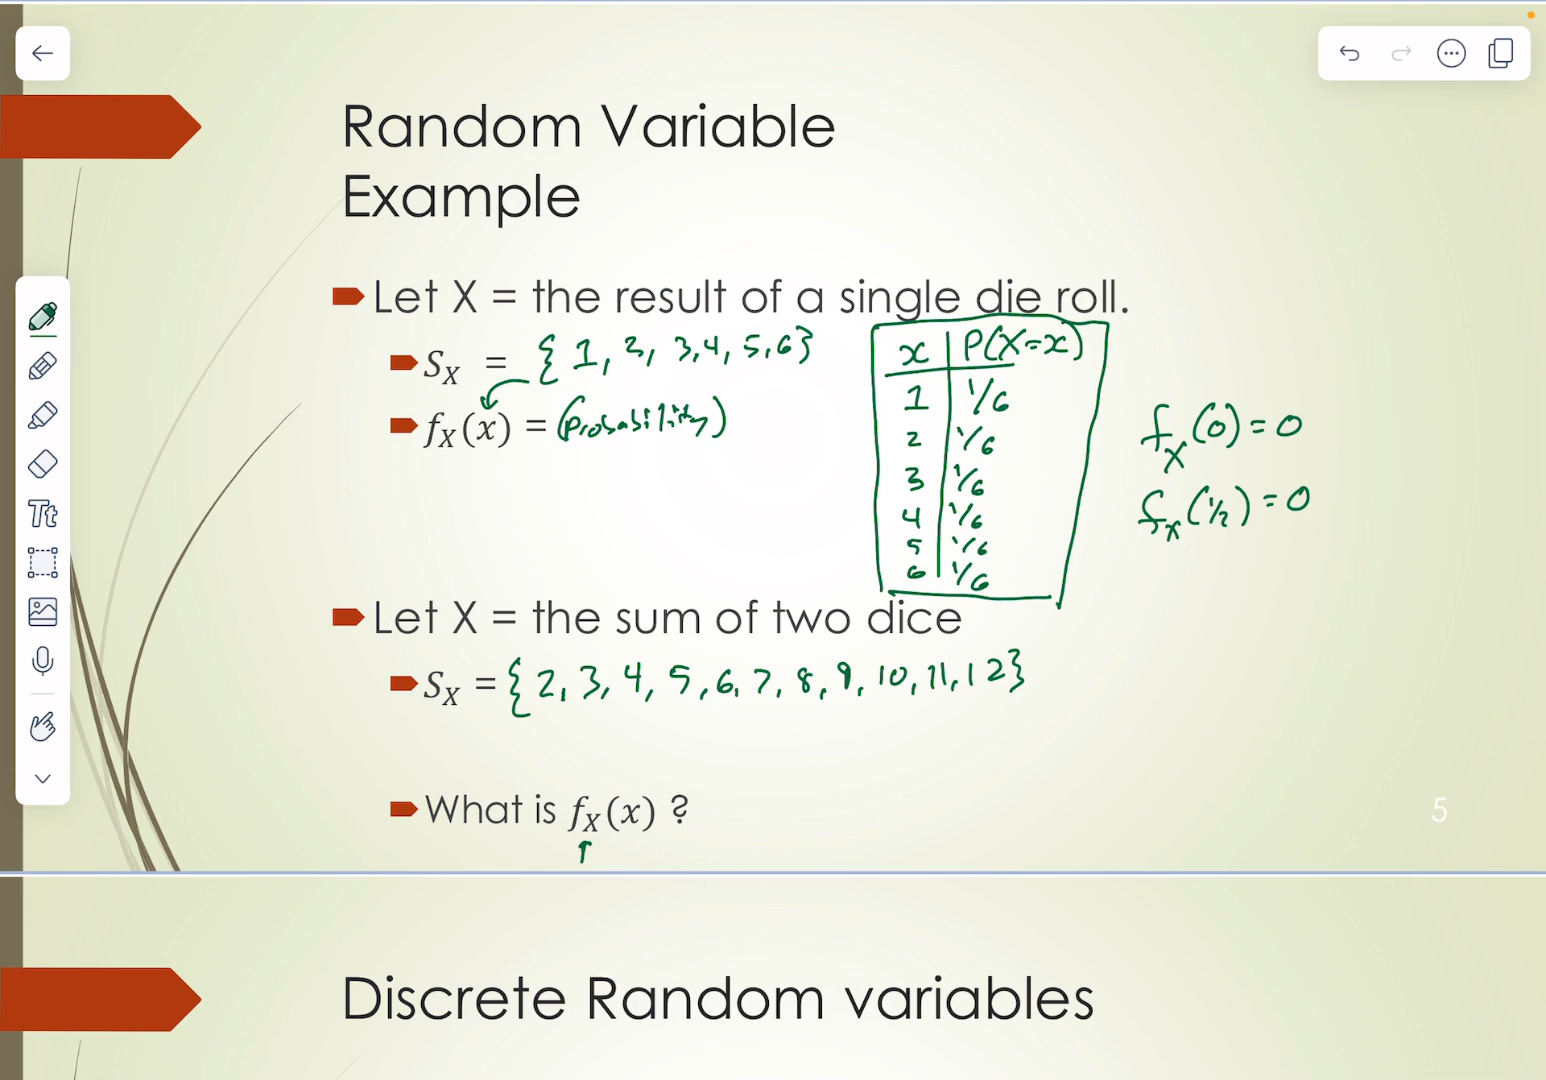 Random Variable
Example
Let X = the result of a single die roll.
S_X = { 1, 2, 3,4, 5,6}
f_X(x) = (Probability)
x | P(X=x)
1 | 1/6
2 | 1/6
3 | 1/6
4 | 1/6
5 | 1/6
6 | 1/6
f_X(0) = 0
f_X(1/2) = 0
Let X = the sum of two dice
S_X = { 2, 3, 4, 5, 6, 7, 8, 9, 10, 11, 12}
What is f_X(x) ?
5
Tt
Discrete Random variables